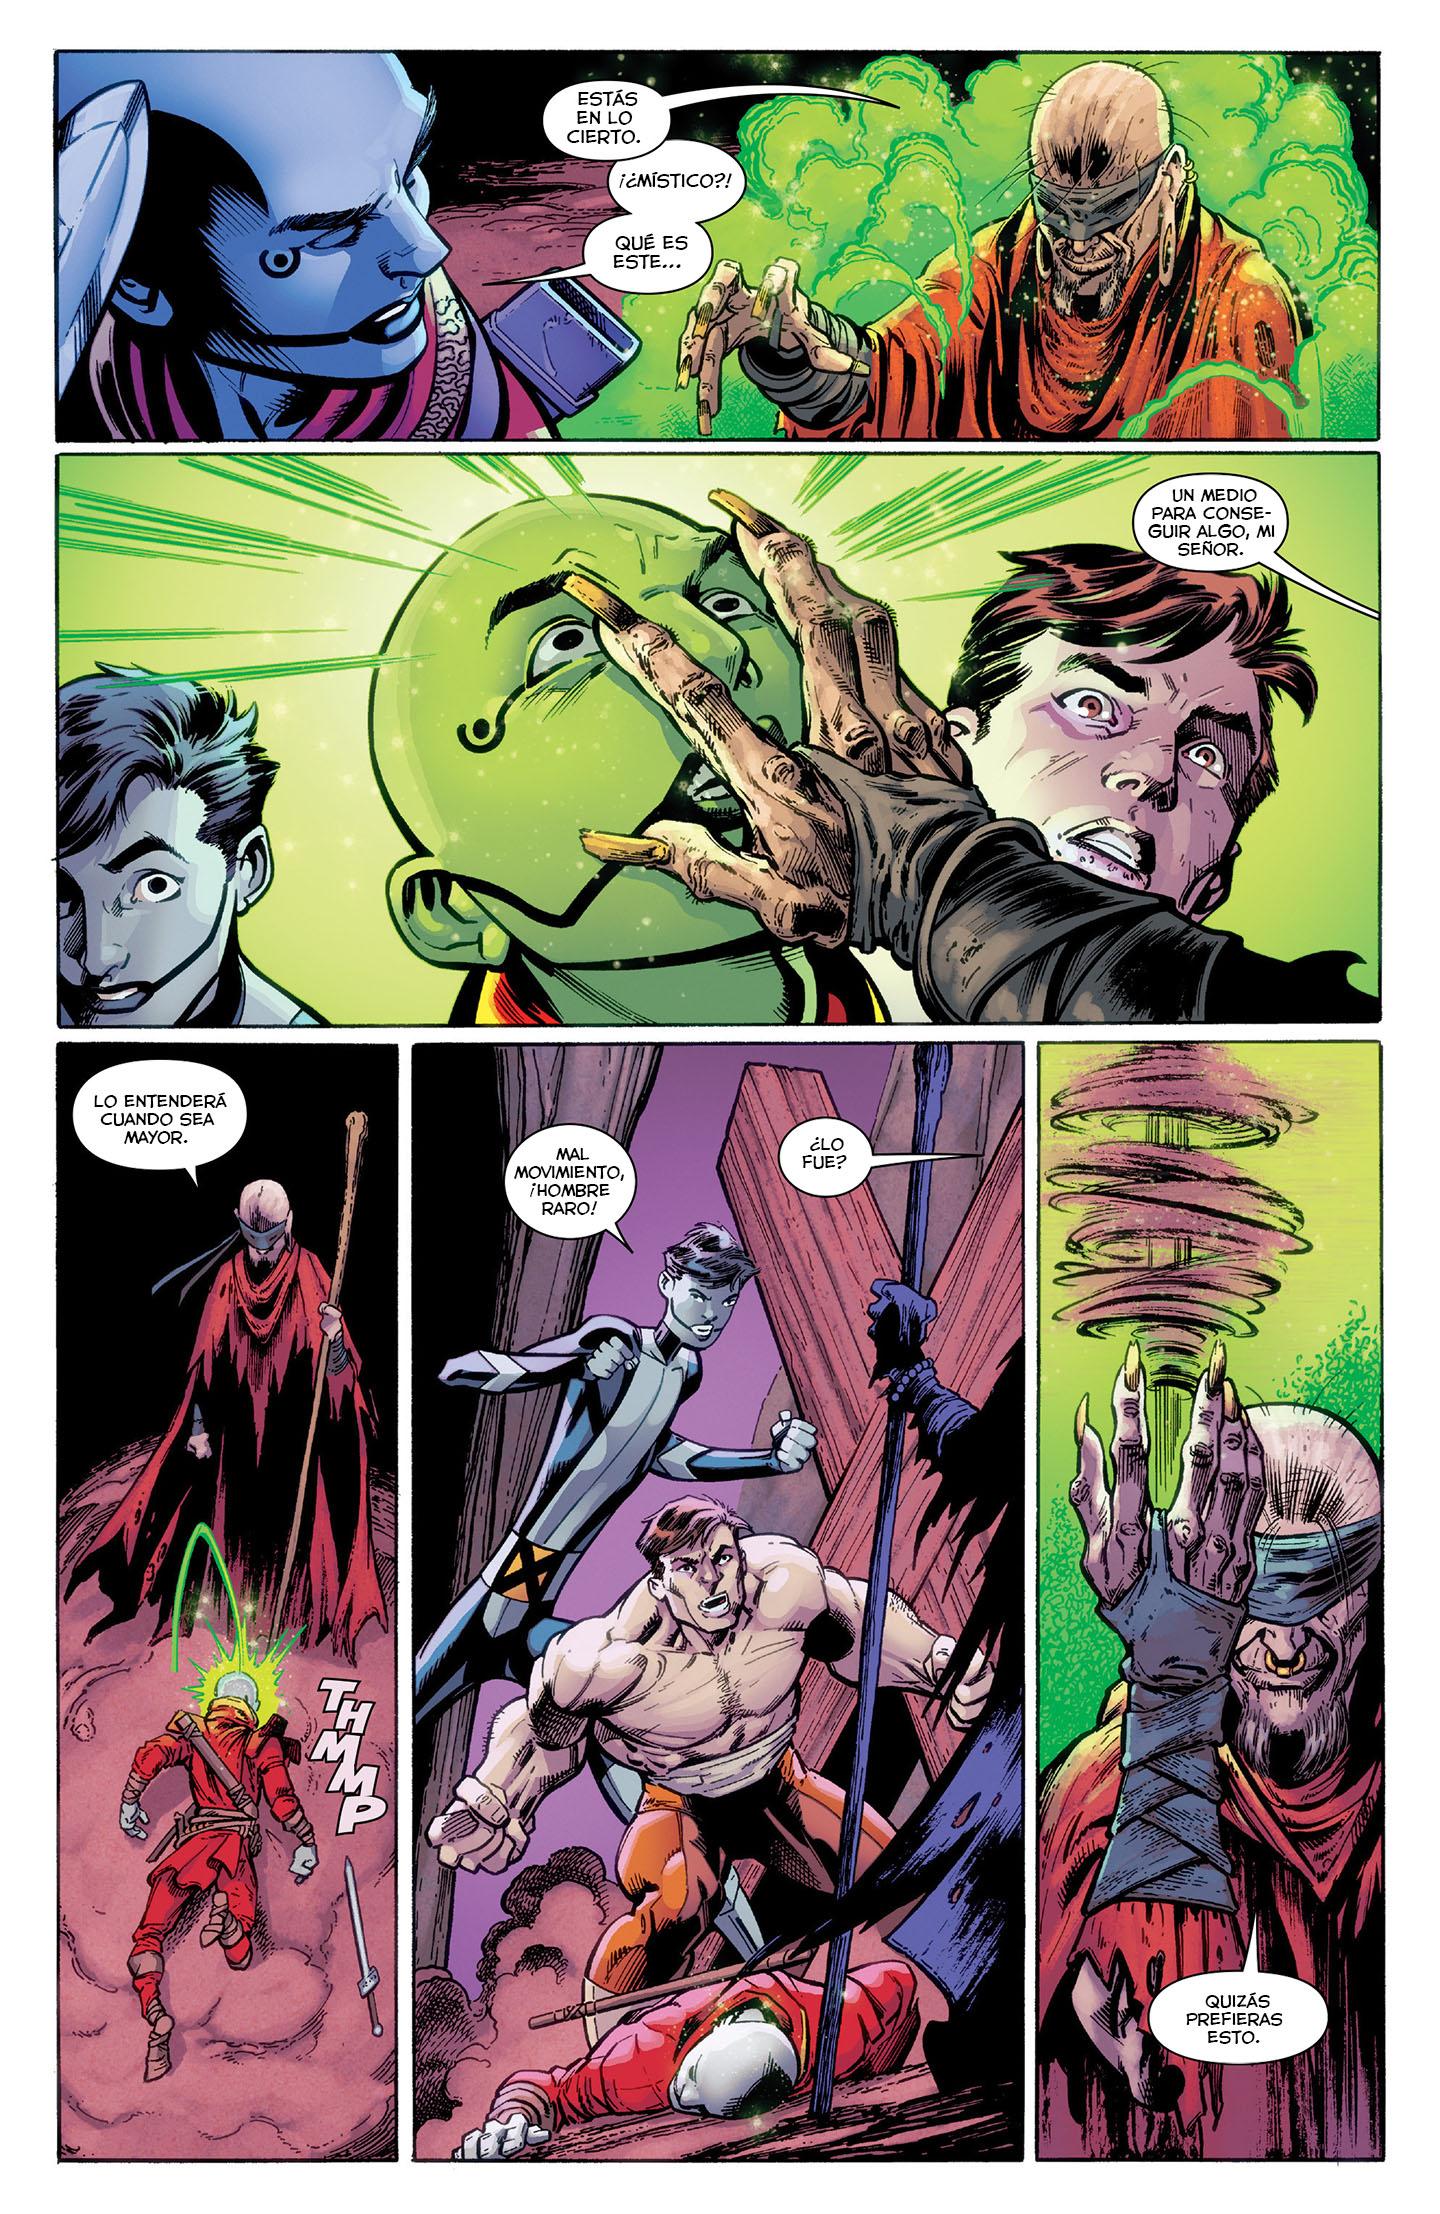 ESTÁS
EN LO
CIERTO.
¡¿MÍSTICO?!
QUÉ ES
ESTE...
UN MEDIO
PARA CONSE-
GUIR ALGO, MI
SEÑOR.
LO ENTENDERÁ
CUANDO SEA
MAYOR.
THMMP
MAL
MOVIMIENTO,
¡HOMBRE
RARO!
¿LO
FUE?
QUIZÁS
PREFIERAS
ESTO.